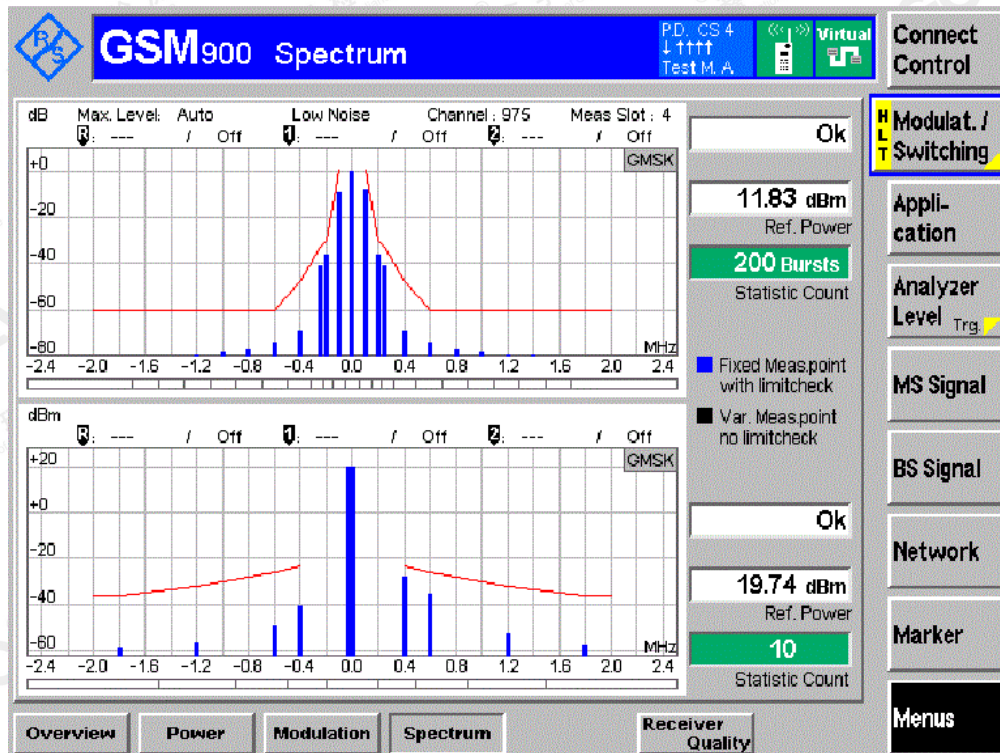 R S
GSM900 Spectrum
P.D. CS 4
↓ ↑↑↑↑
Test M. A.
Virtual
Connect
Control
dB Max. Level: Auto Low Noise Channel : 975 Meas Slot : 4
R: --- / Off 1: --- / Off 2: --- / Off
GMSK
+0
-20
-40
-60
-80
MHz
-2.4 -2.0 -1.6 -1.2 -0.8 -0.4 0.0 0.4 0.8 1.2 1.6 2.0 2.4
Ok
11.83 dBm
Ref. Power
200 Bursts
Statistic Count
Fixed Meas.point
with limitcheck
Var. Meas.point
no limitcheck
dBm
R: --- / Off 1: --- / Off 2: --- / Off
GMSK
+20
+0
-20
-40
-60
MHz
-2.4 -2.0 -1.6 -1.2 -0.8 -0.4 0.0 0.4 0.8 1.2 1.6 2.0 2.4
Ok
19.74 dBm
Ref. Power
10
Statistic Count
HLT
Modulat. /
Switching
Appli-
cation
Analyzer
Level Trg.
MS Signal
BS Signal
Network
Marker
Menus
Overview
Power
Modulation
Spectrum
Receiver
Quality